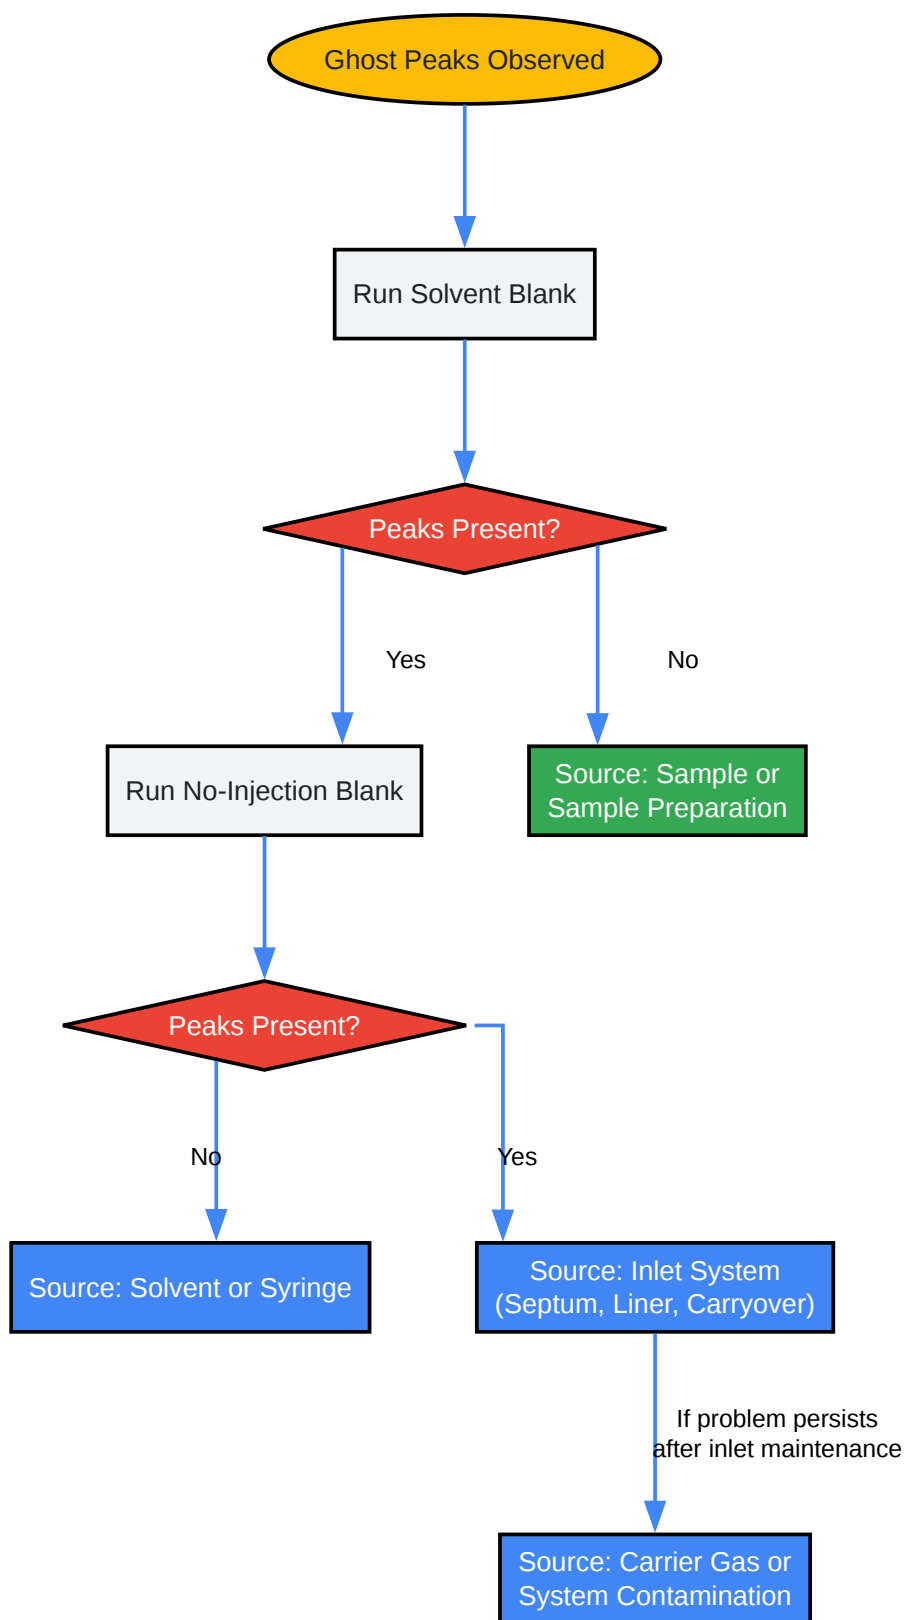 Ghost Peaks Observed
Run Solvent Blank
Peaks Present?
Yes
No
Run No-Injection Blank
Source: Sample or
Sample Preparation
Peaks Present?
No
Yes
Source: Solvent or Syringe
Source: Inlet System
(Septum, Liner, Carryover)
If problem persists
after inlet maintenance
Source: Carrier Gas or
System Contamination